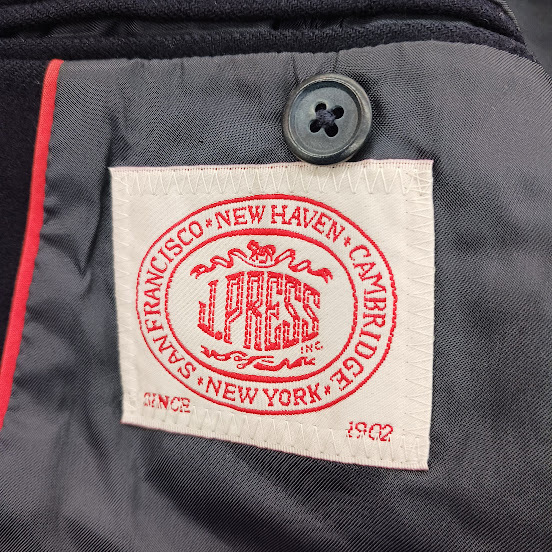 SAN FRANCISCO * NEW HAVEN * CAMBRIDGE * NEW YORK *
J. PRESS
INC.
SINCE 1902